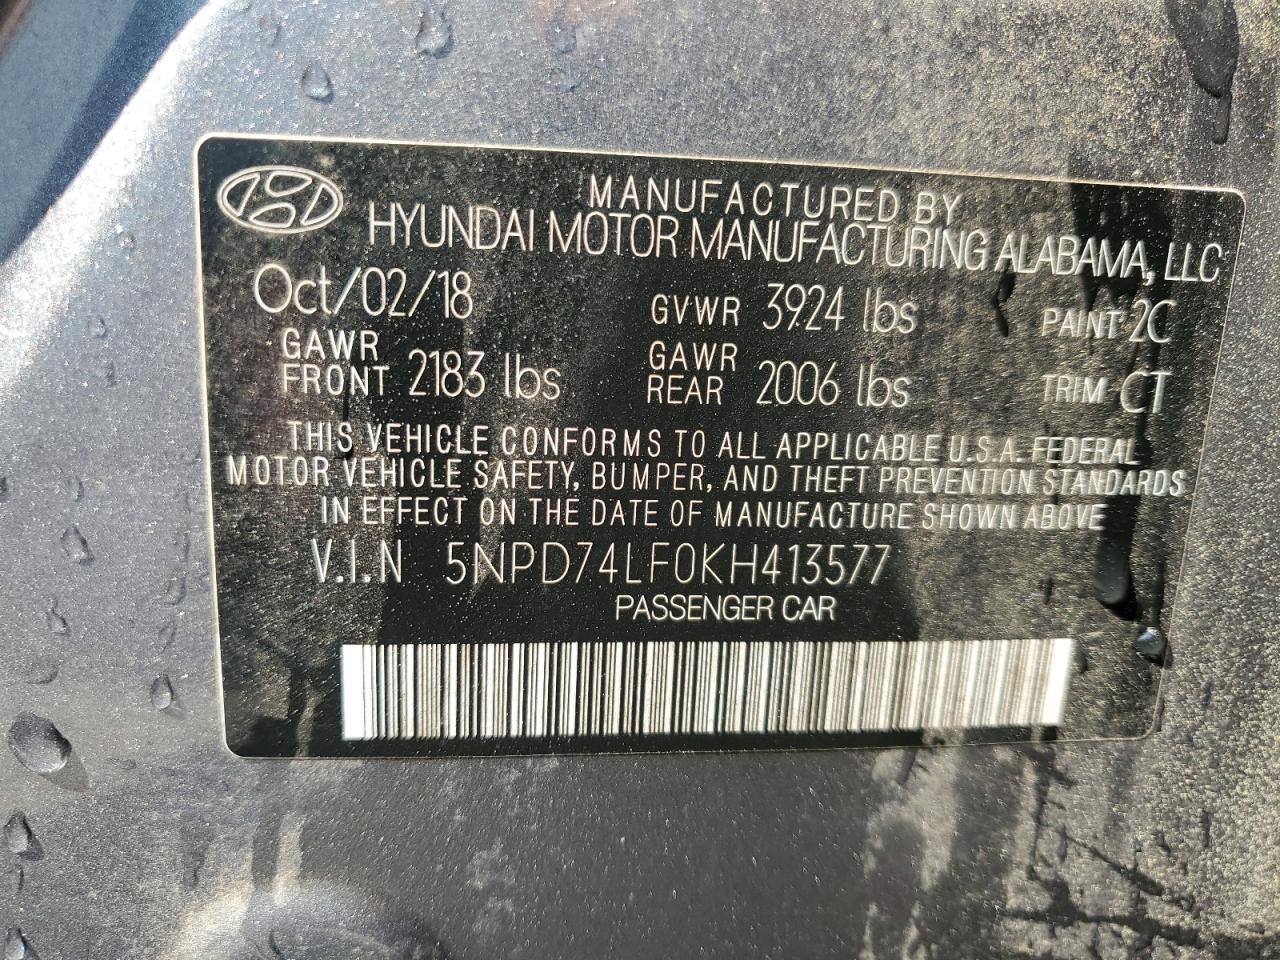 MANUFACTURED BY
HYUNDAI MOTOR MANUFACTURING ALABAMA, LLC
Oct/02/18 GVWR 3924 lbs PAINT 2C
GAWR FRONT 2183 lbs GAWR REAR 2006 lbs TRIM CT
THIS VEHICLE CONFORMS TO ALL APPLICABLE U.S.A. FEDERAL
MOTOR VEHICLE SAFETY, BUMPER, AND THEFT PREVENTION STANDARDS
IN EFFECT ON THE DATE OF MANUFACTURE SHOWN ABOVE
V.I.N 5NPD74LF0KH413577
PASSENGER CAR